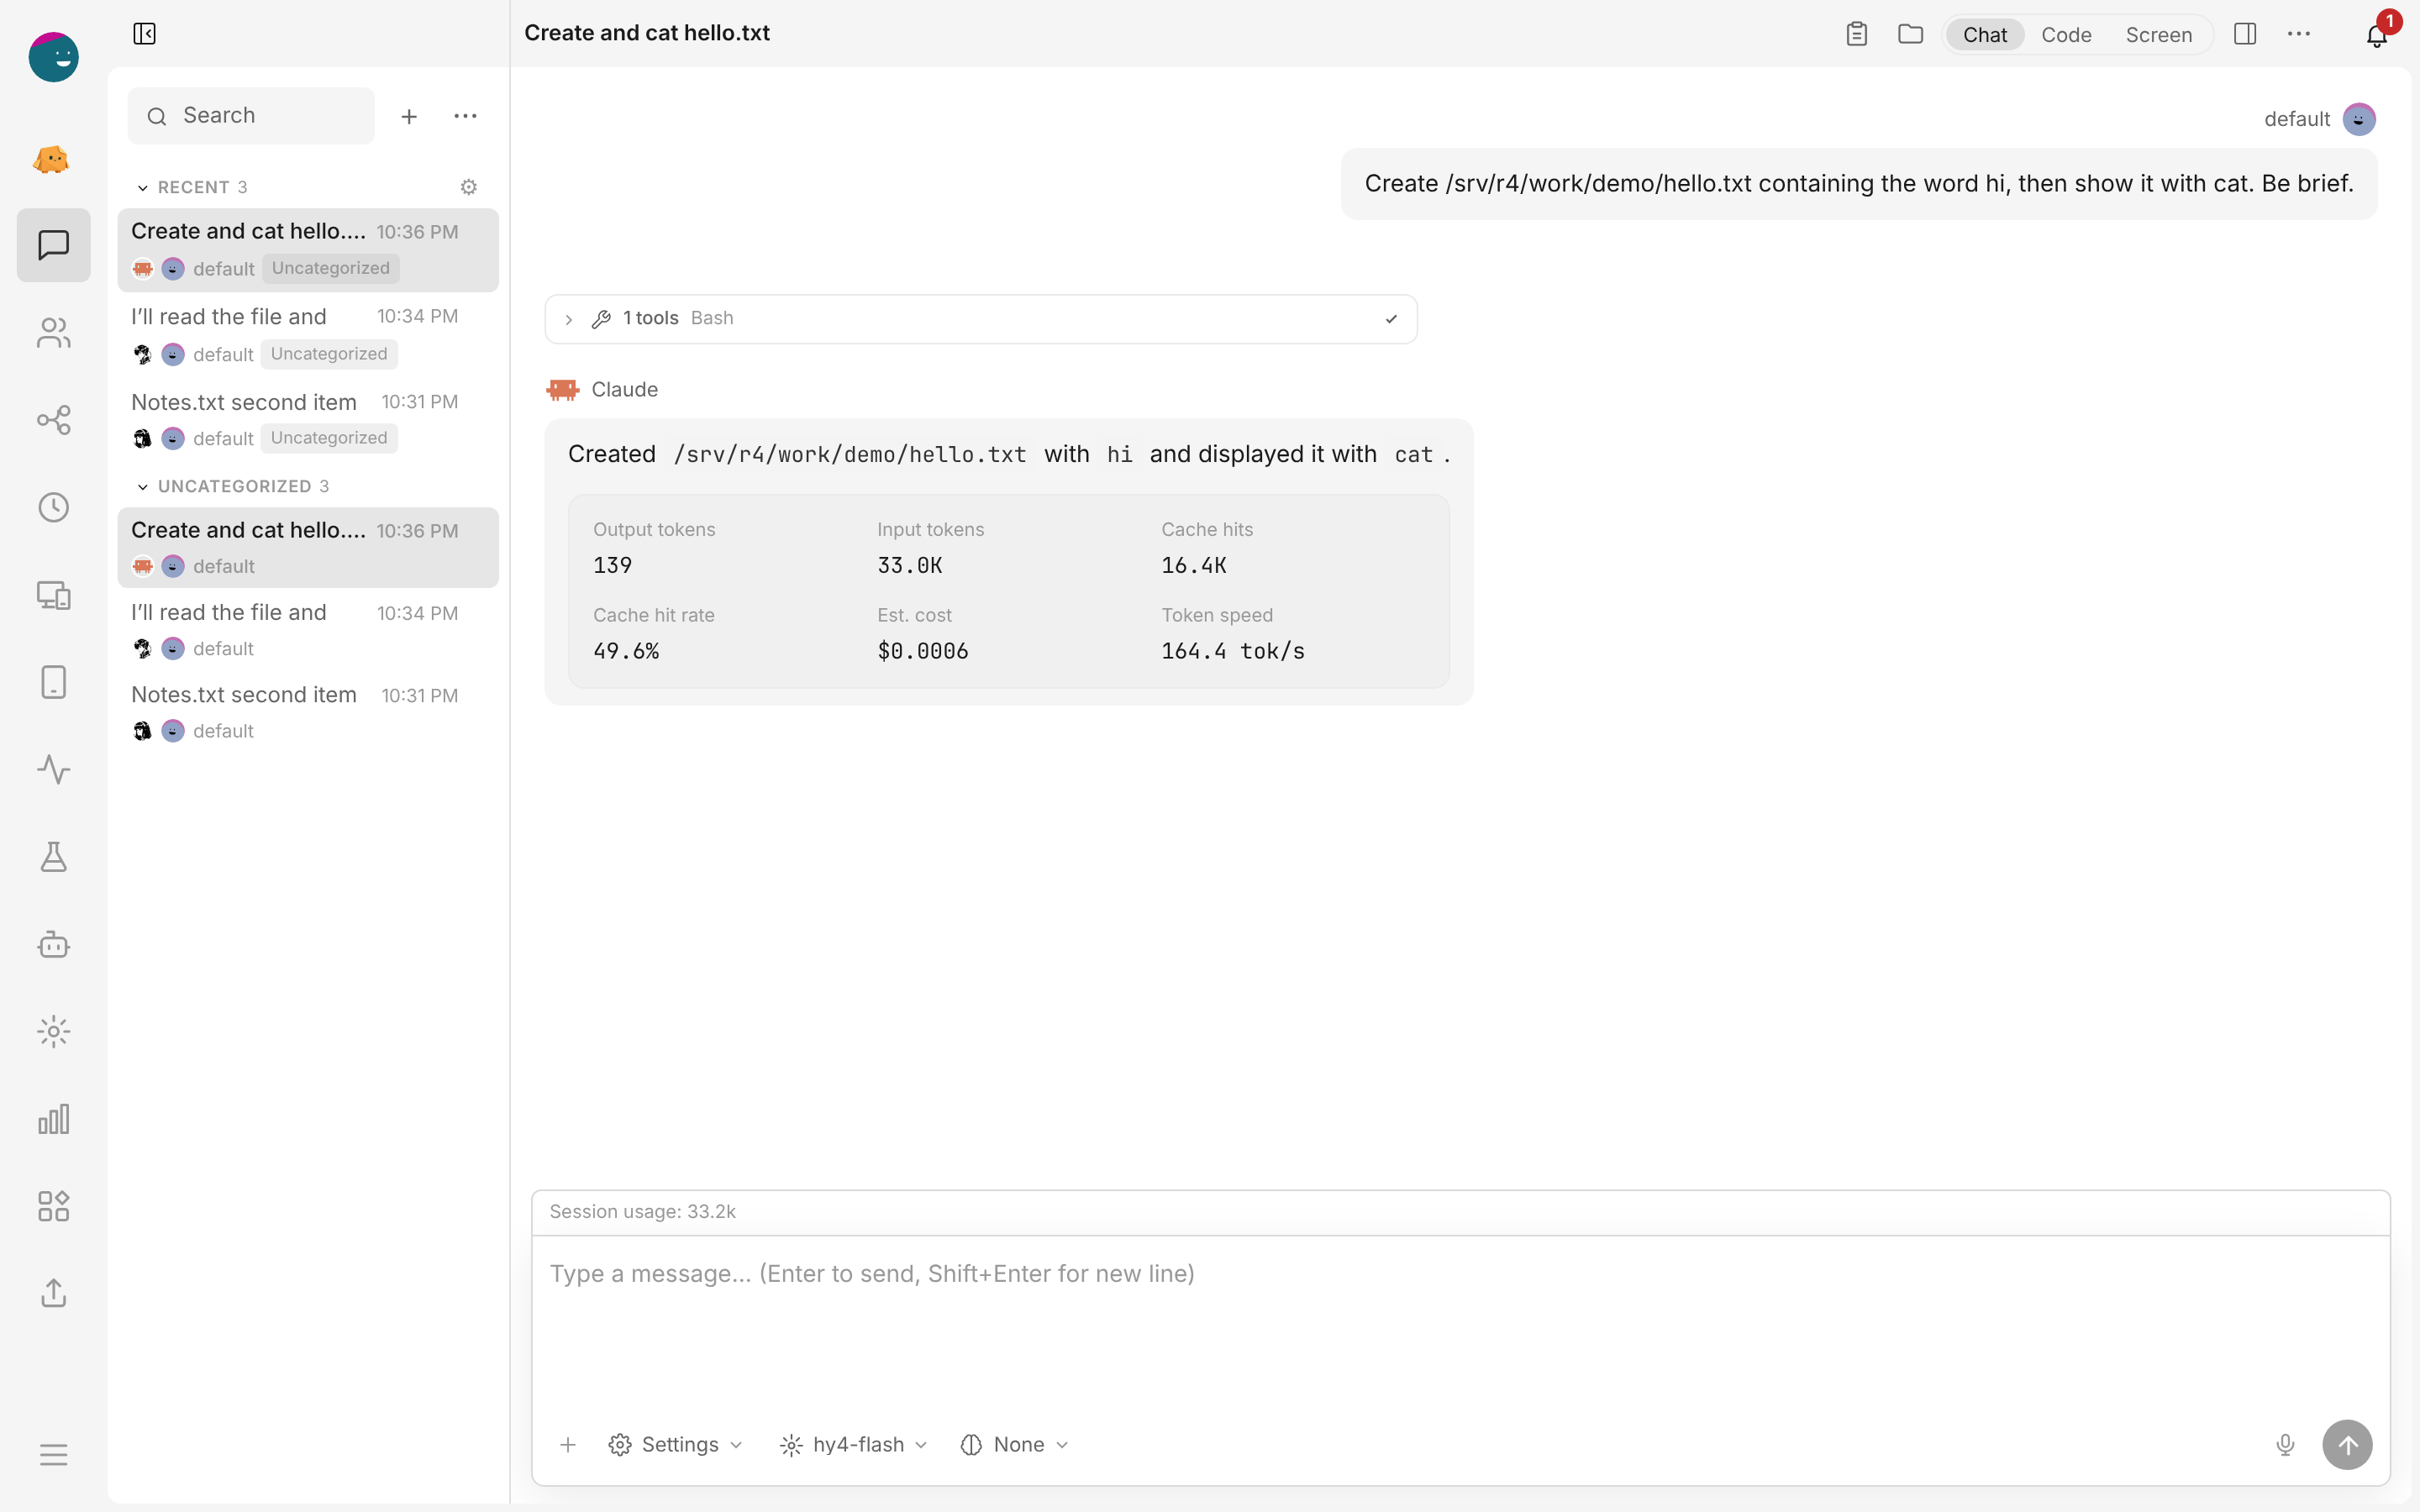 Create and cat hello.txt
Chat
Code
Screen
1
Search
RECENT 3
Create and cat hello.... 10:36 PM
default Uncategorized
I’ll read the file and 10:34 PM
default Uncategorized
Notes.txt second item 10:31 PM
default Uncategorized
UNCATEGORIZED 3
Create and cat hello.... 10:36 PM
default
I’ll read the file and 10:34 PM
default
Notes.txt second item 10:31 PM
default
default
Create /srv/r4/work/demo/hello.txt containing the word hi, then show it with cat. Be brief.
1 tools Bash
Claude
Created /srv/r4/work/demo/hello.txt with hi and displayed it with cat .
Output tokens Input tokens Cache hits
139 33.0K 16.4K
Cache hit rate Est. cost Token speed
49.6% $0.0006 164.4 tok/s
Session usage: 33.2k
Type a message... (Enter to send, Shift+Enter for new line)
Settings hy4-flash None